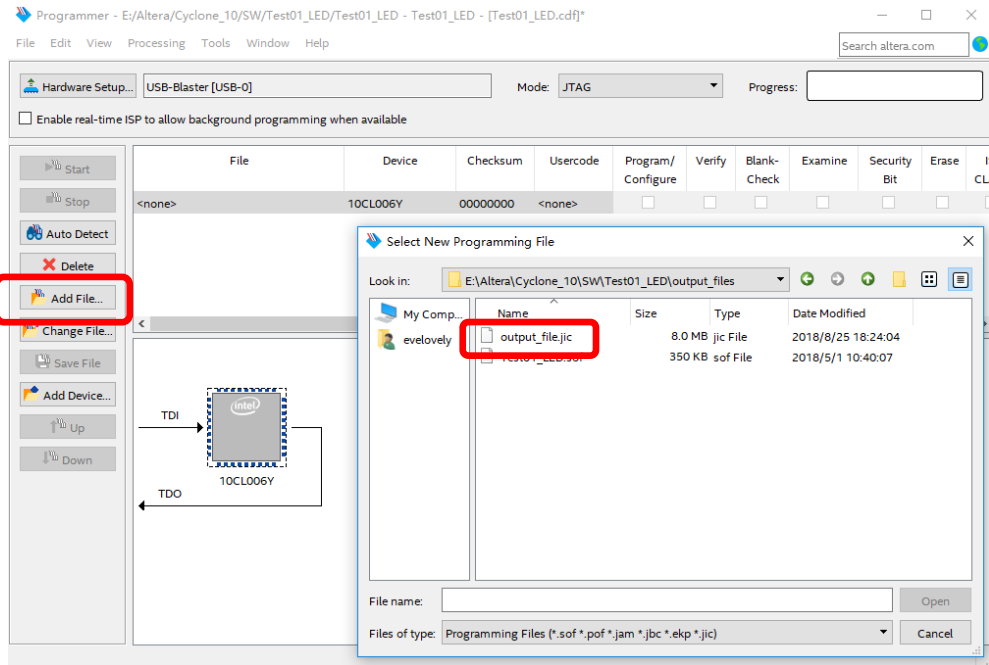 Programmer - E:/Altera/Cyclone_10/SW/Test01_LED/Test01_LED - Test01_LED - [Test01_LED.cdf]*
File Edit View Processing Tools Window Help
Search altera.com
Hardware Setup... USB-Blaster [USB-0] Mode: JTAG Progress:
Enable real-time ISP to allow background programming when available
Start
Stop
Auto Detect
Delete
Add File...
Change File...
Save File
Add Device...
Up
Down
File Device Checksum Usercode Program/ Verify Blank- Examine Security Erase
Configure Check Bit CL
<none> 10CL006Y 00000000 <none>
TDI
intel
10CL006Y
TDO
Select New Programming File
Look in: E:\Altera\Cyclone_10\SW\Test01_LED\output_files
My Comp...
evelovely
Name Size Type Date Modified
output_file.jic 8.0 MB jic File 2018/8/25 18:24:04
350 KB sof File 2018/5/1 10:40:07
File name: Open
Files of type: Programming Files (*.sof *.pof *.jam *.jbc *.ekp *.jic) Cancel